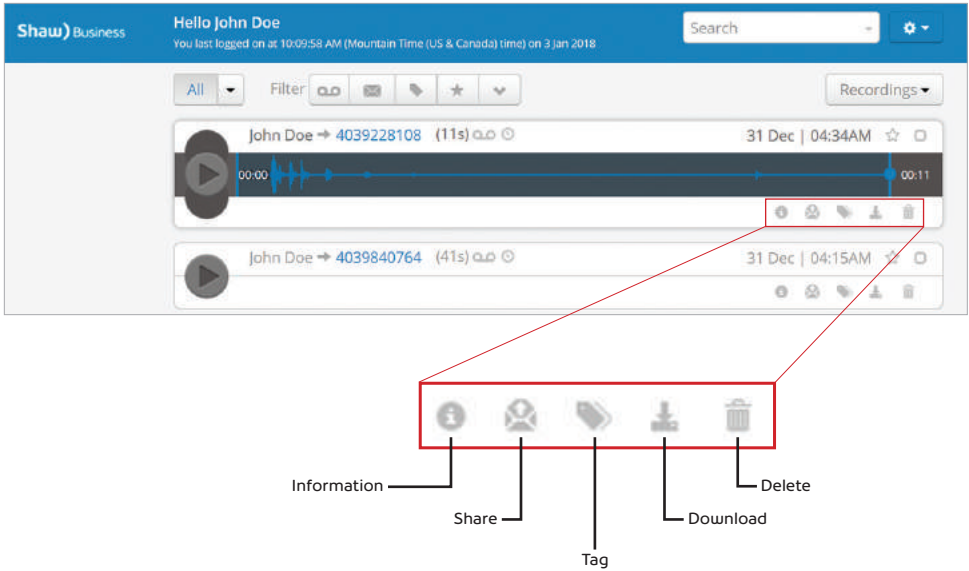 Shaw) Business
Hello John Doe
You last logged on at 10:09:58 AM (Mountain Time (US & Canada) time) on 3 Jan 2018
Search
All
Filter
Recordings
John Doe → 4039228108 (11s)
31 Dec | 04:34AM
00:00
00:11
John Doe → 4039840764 (41s)
31 Dec | 04:15AM
Information
Delete
Share
Download
Tag